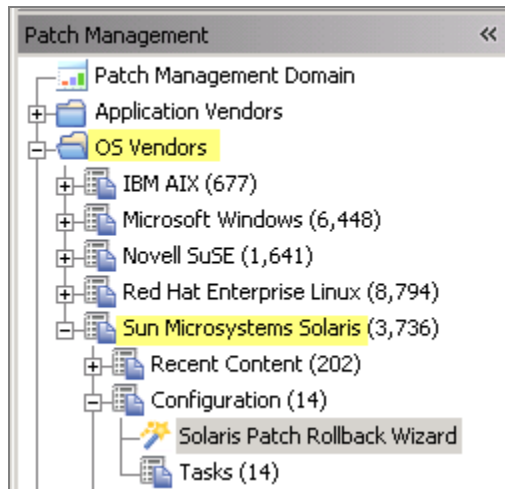 Patch Management «
Patch Management Domain
Application Vendors
OS Vendors
IBM AIX (677)
Microsoft Windows (6,448)
Novell SuSE (1,641)
Red Hat Enterprise Linux (8,794)
Sun Microsystems Solaris (3,736)
Recent Content (202)
Configuration (14)
Solaris Patch Rollback Wizard
Tasks (14)